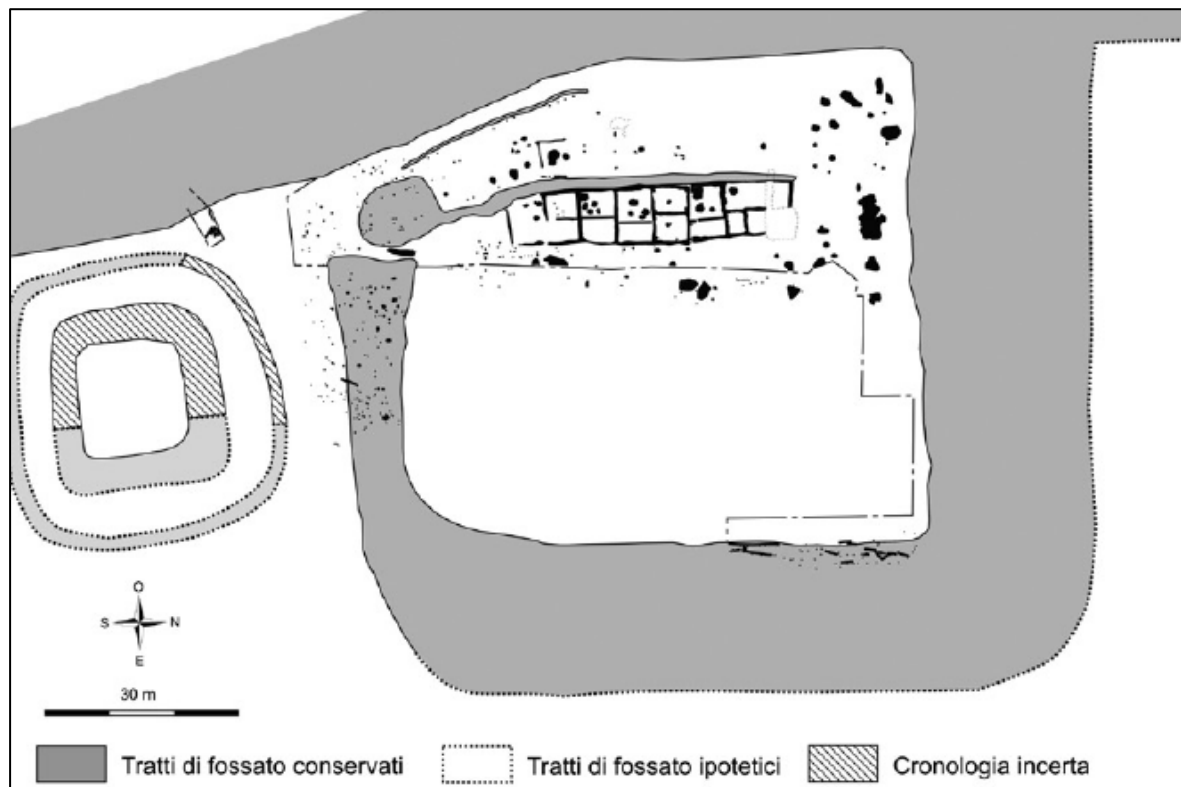 O
S N
E
30 m
Tratti di fossato conservati Tratti di fossato ipotetici Cronologia incerta